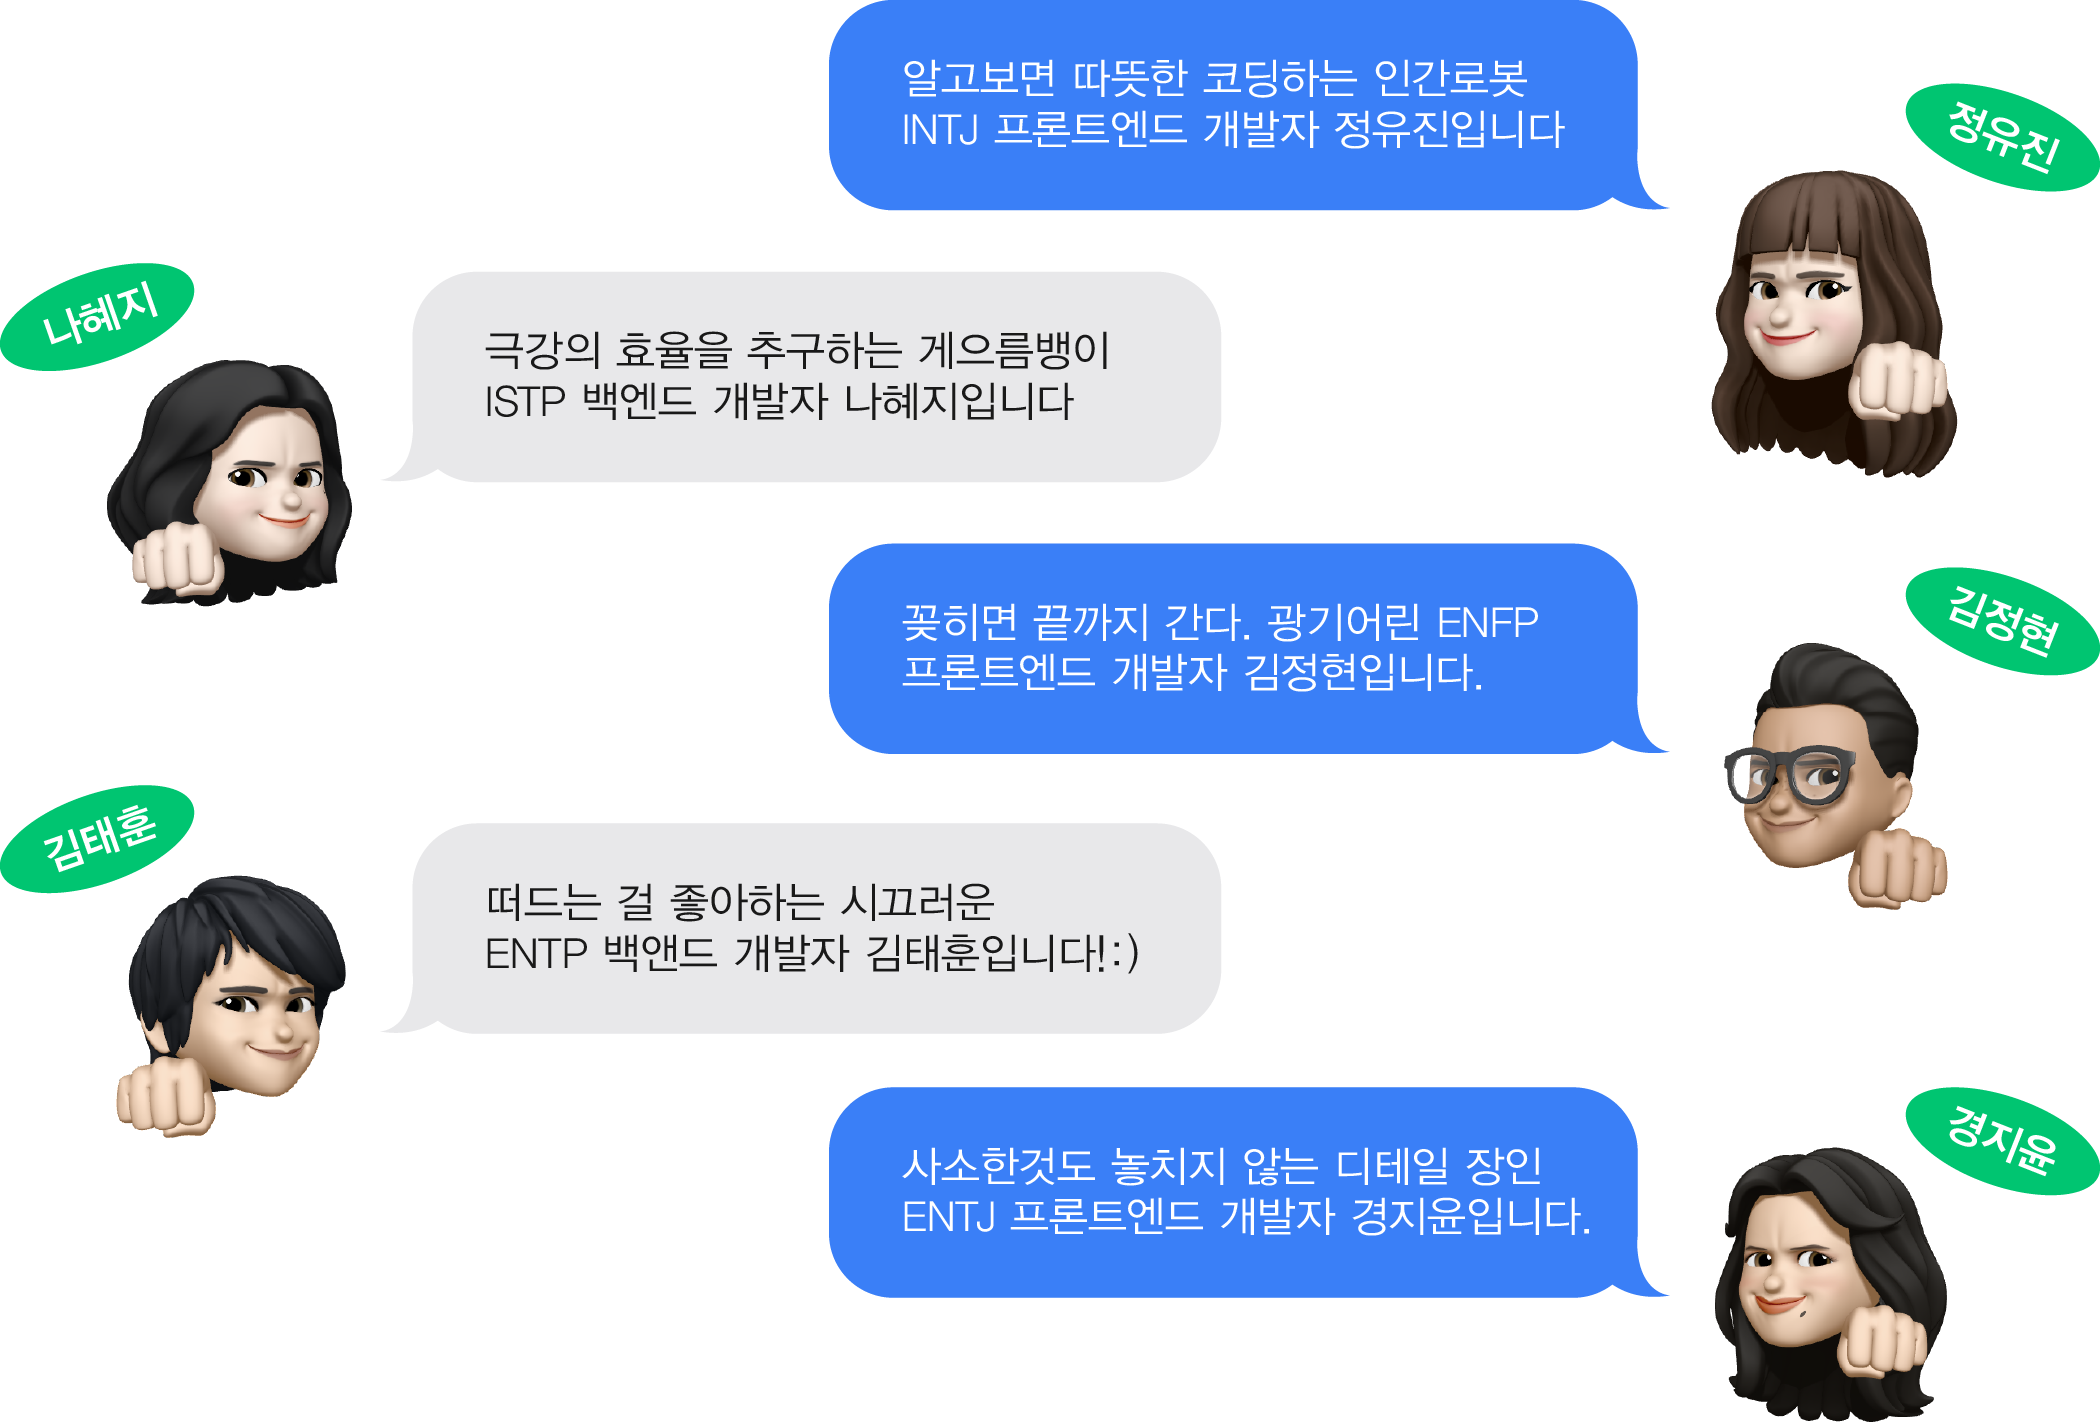 알고보면 따뜻한 코딩하는 인간로봇
INTJ 프론트엔드 개발자 정유진입니다
정유진
나혜지
극강의 효율을 추구하는 게으름뱅이
ISTP 백엔드 개발자 나혜지입니다
꽂히면 끝까지 간다. 광기어린 ENFP
프론트엔드 개발자 김정현입니다.
김정현
김태훈
떠드는 걸 좋아하는 시끄러운
ENTP 백앤드 개발자 김태훈입니다!:)
사소한것도 놓치지 않는 디테일 장인
ENTJ 프론트엔드 개발자 경지윤입니다.
경지윤